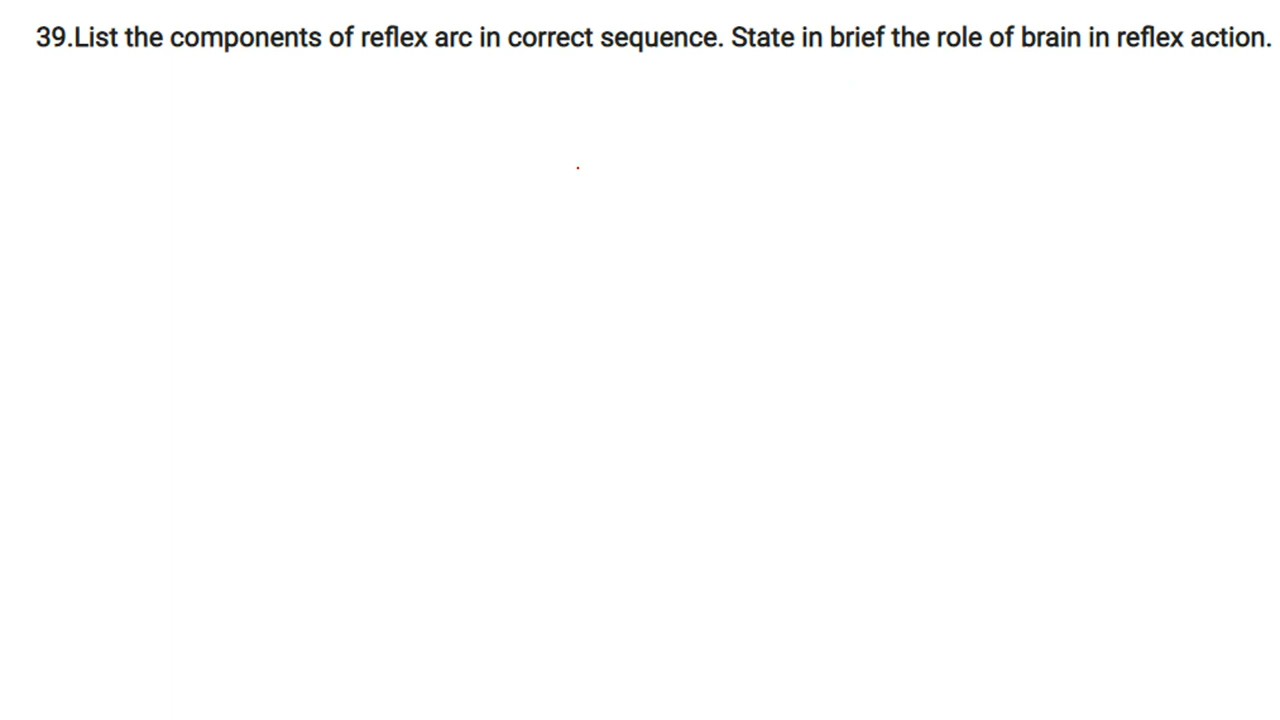 39.List the components of reflex arc in correct sequence. State in brief the role of brain in reflex action.